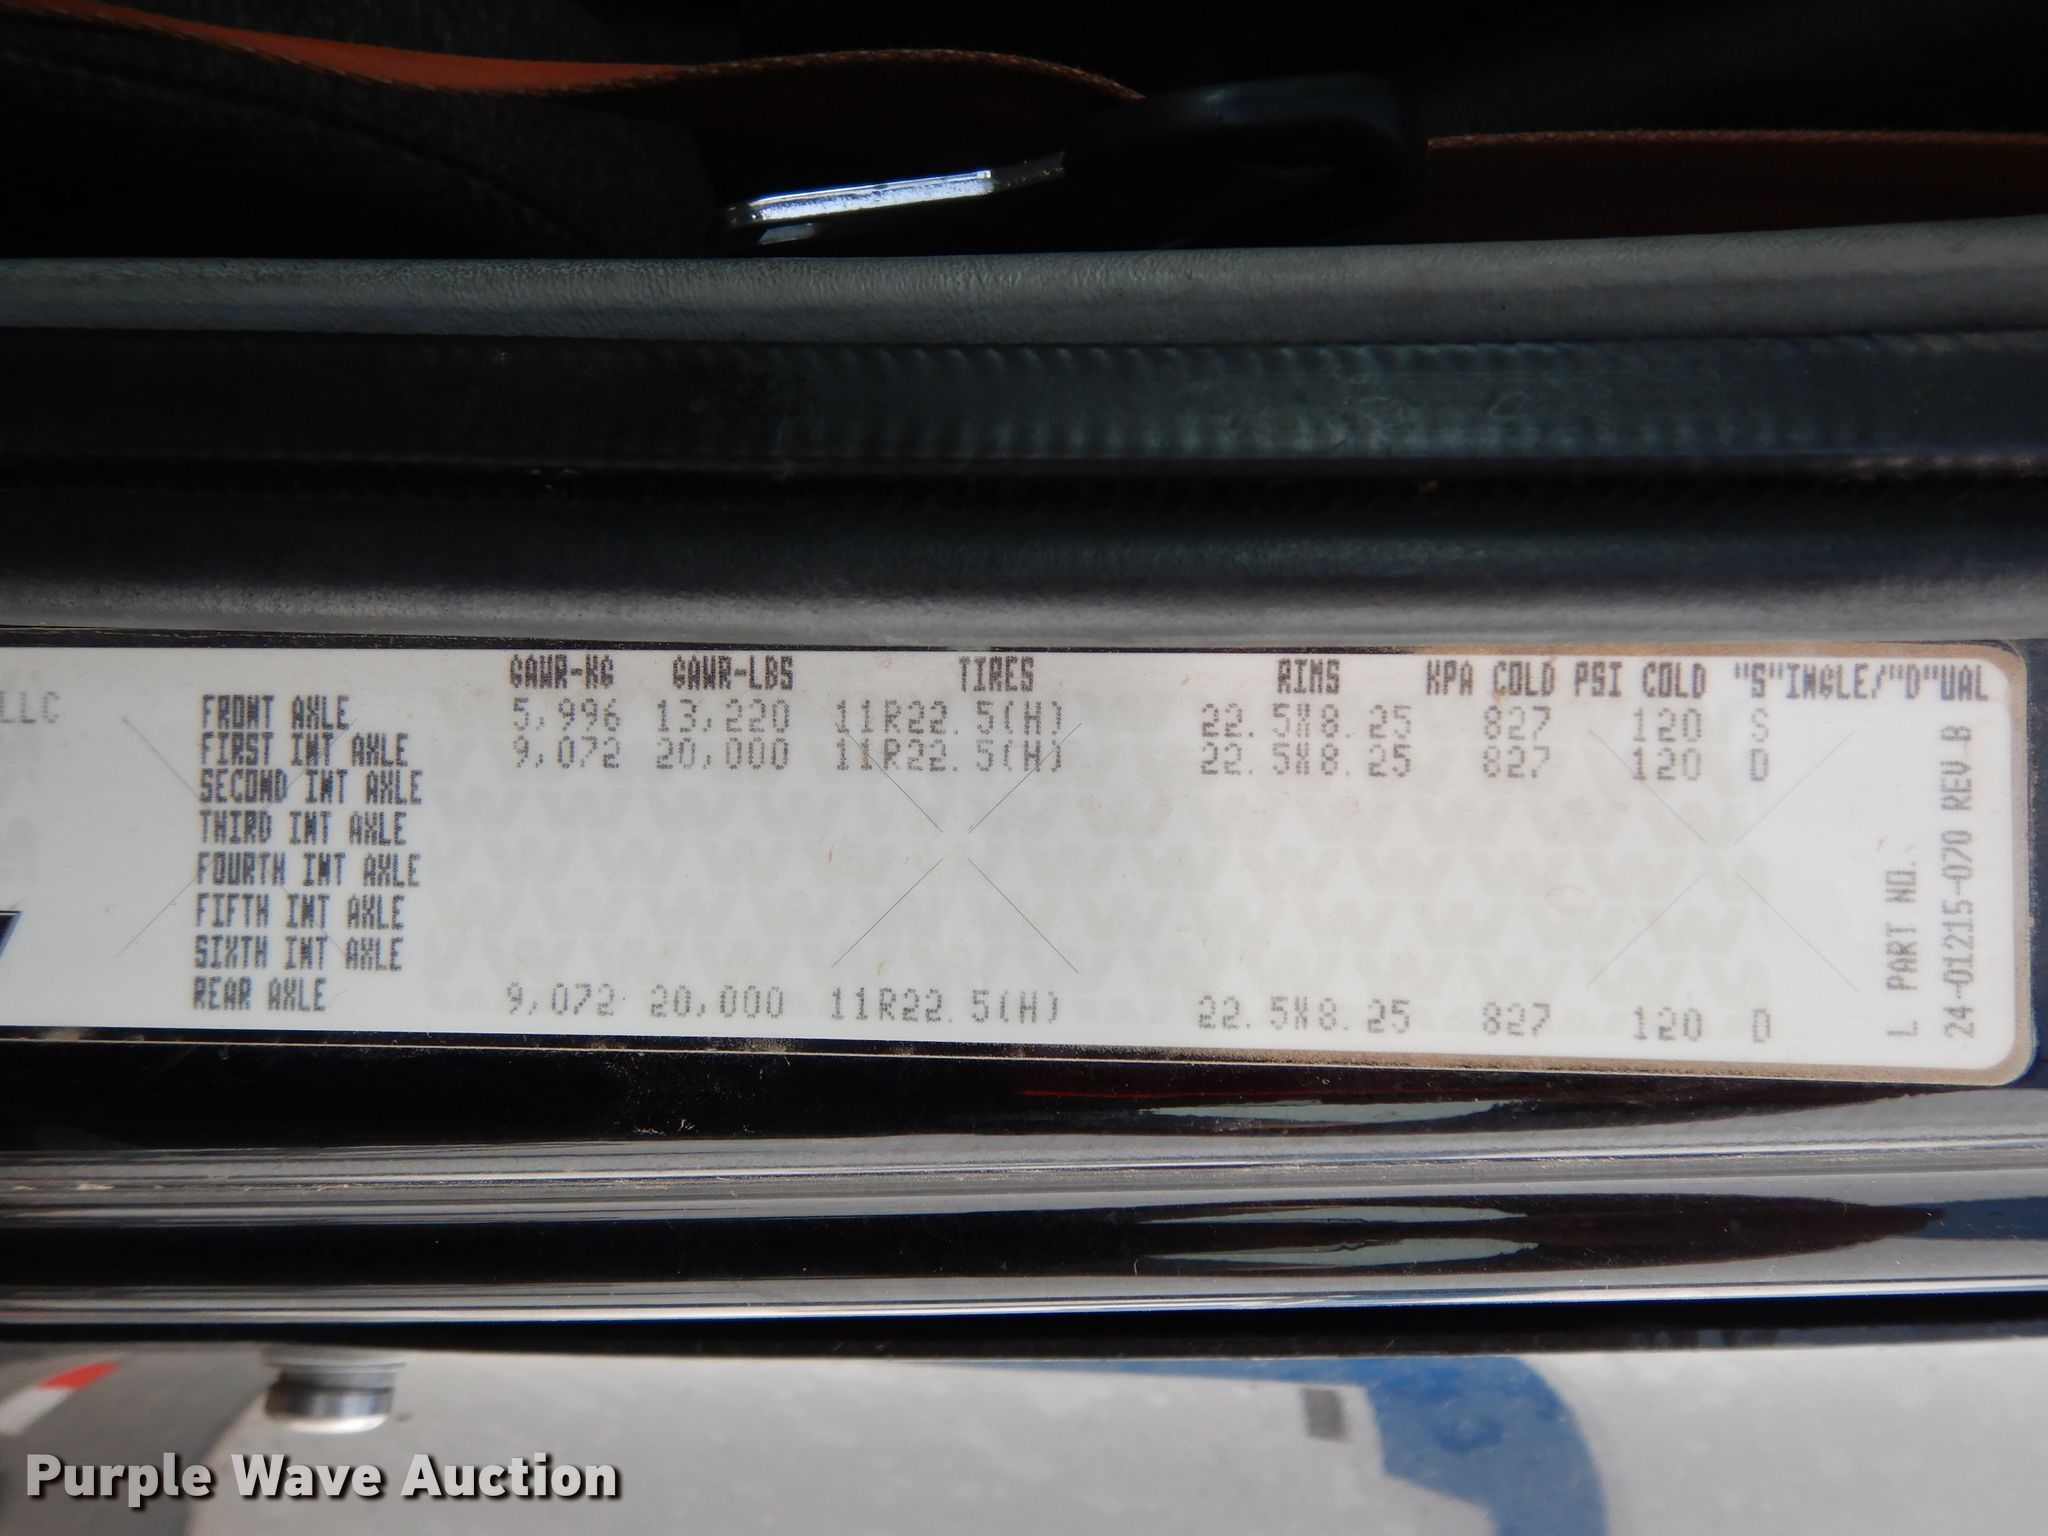 GAWR-KG GAWR-LBS TIRES RIMS KPA COLD PSI COLD "S"INGLE/"D"UAL
LLC
FRONT AXLE 5,996 13,220 11R22.5(H) 22.5X8.25 827 120 S
FIRST INT AXLE 9,072 20,000 11R22.5(H) 22.5X8.25 827 120 D
SECOND INT AXLE
THIRD INT AXLE
FOURTH INT AXLE
FIFTH INT AXLE
SIXTH INT AXLE
REAR AXLE 9,072 20,000 11R22.5(H) 22.5X8.25 827 120 D
L PART NO.
24-01215-070 REV B
Purple Wave Auction